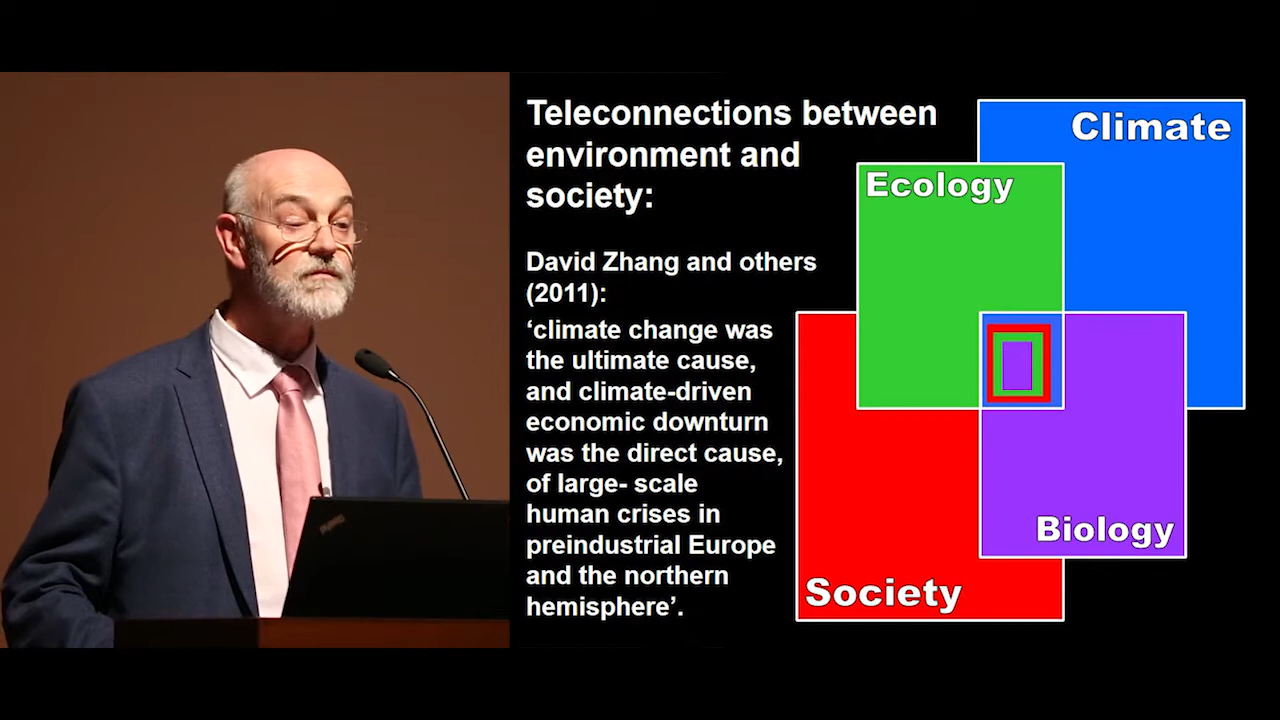 Teleconnections between
environment and
society:
David Zhang and others
(2011):
‘climate change was
the ultimate cause,
and climate-driven
economic downturn
was the direct cause,
of large- scale
human crises in
preindustrial Europe
and the northern
hemisphere’.
Climate
Ecology
Biology
Society